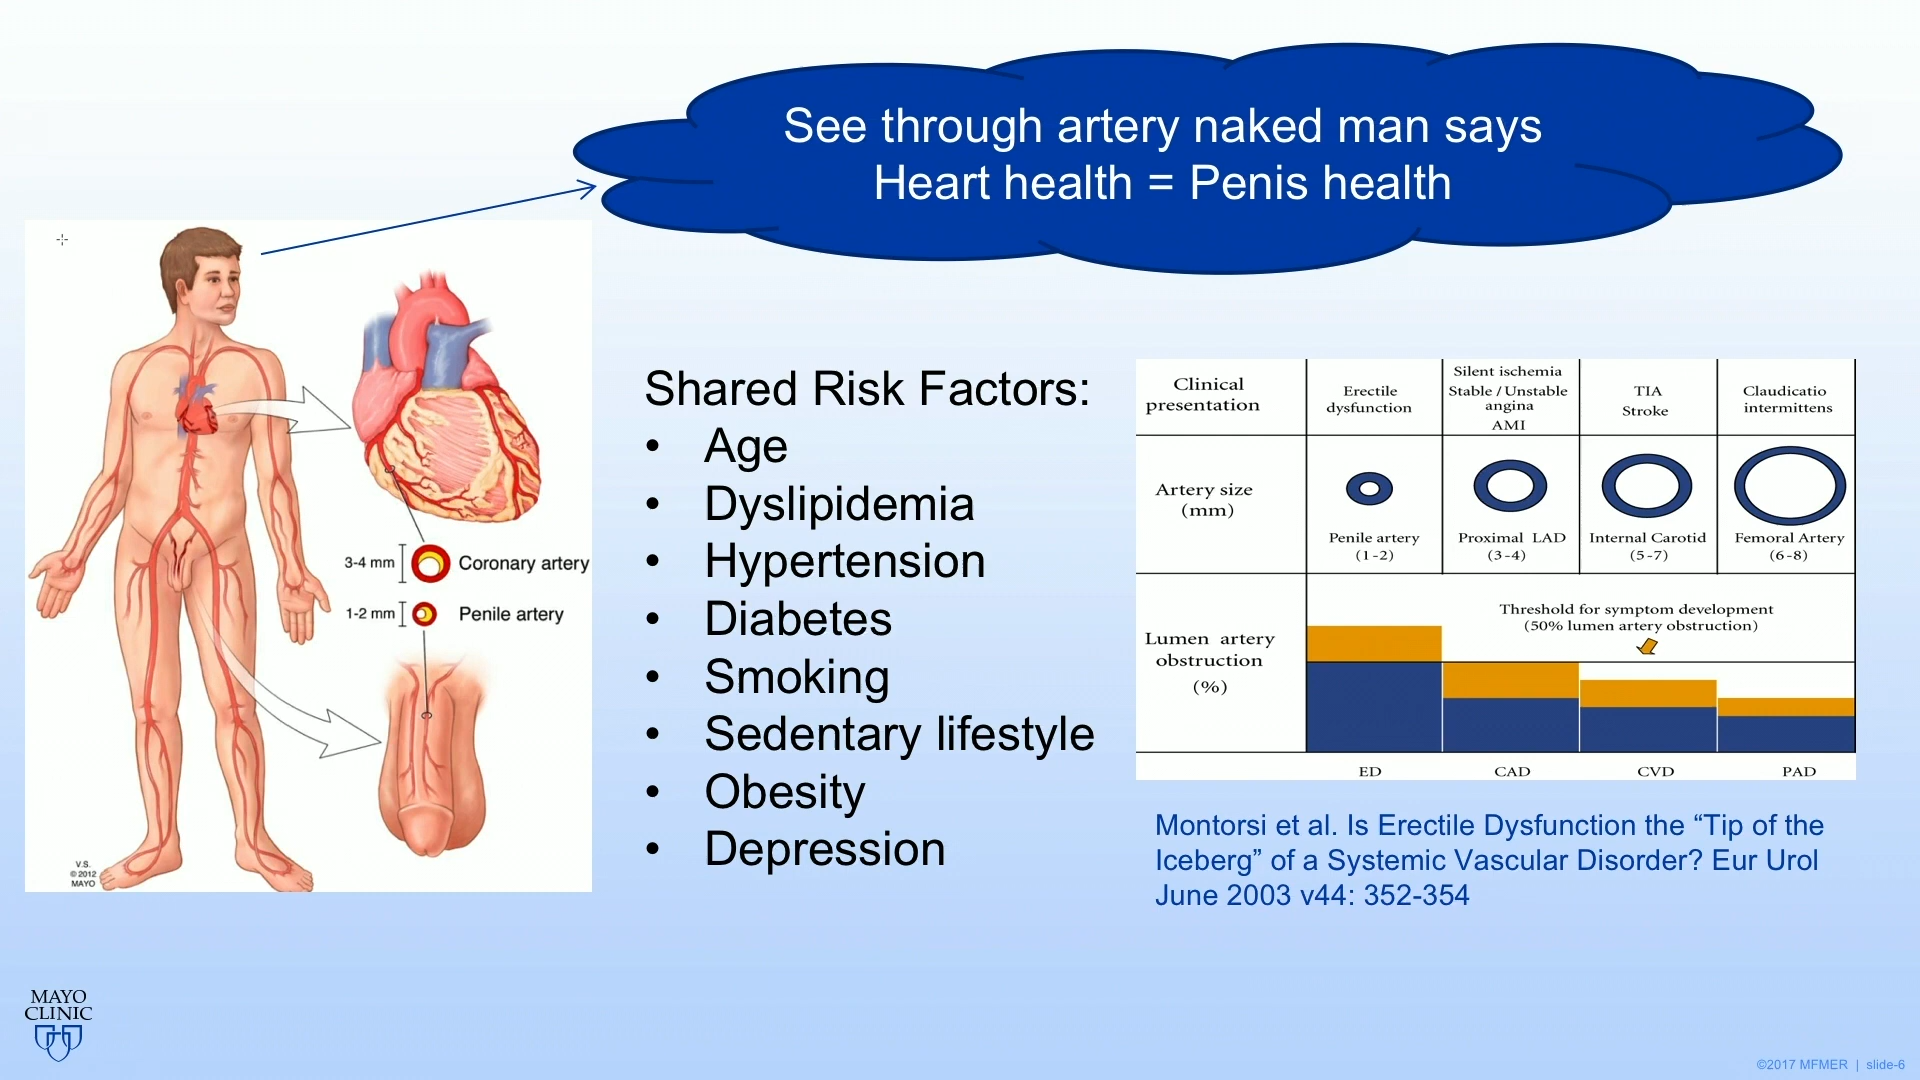 See through artery naked man says
Heart health = Penis health
3-4 mm
Coronary artery
1-2 mm
Penile artery
V.S.
© 2012
MAYO
Shared Risk Factors:
• Age
• Dyslipidemia
• Hypertension
• Diabetes
• Smoking
• Sedentary lifestyle
• Obesity
• Depression
Clinical
presentation
Erectile
dysfunction
Silent ischemia
Stable / Unstable
angina
AMI
TIA
Stroke
Claudicatio
intermittens
Artery size
(mm)
Penile artery
(1-2)
Proximal LAD
(3-4)
Internal Carotid
(5-7)
Femoral Artery
(6-8)
Lumen artery
obstruction
(%)
Threshold for symptom development
(50% lumen artery obstruction)
ED
CAD
CVD
PAD
Montorsi et al. Is Erectile Dysfunction the “Tip of the
Iceberg” of a Systemic Vascular Disorder? Eur Urol
June 2003 v44: 352-354
MAYO
CLINIC
©2017 MFMER | slide-6